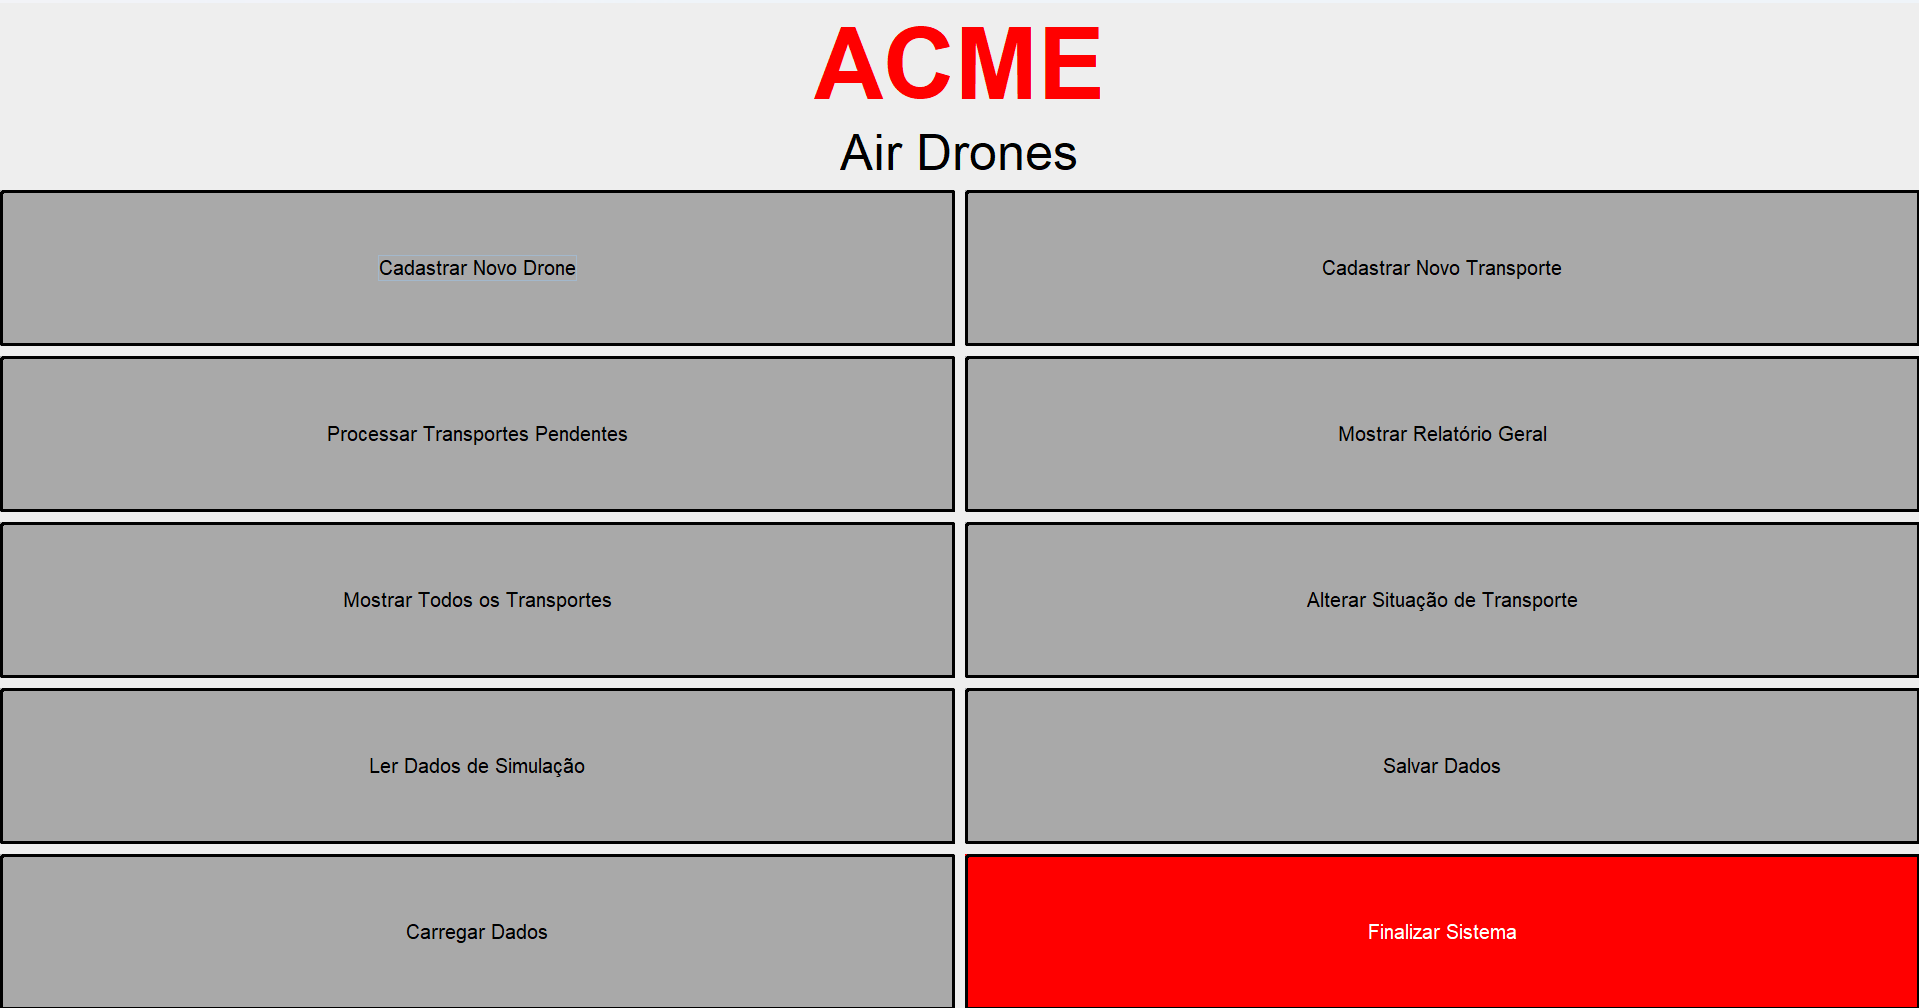 ACME
Air Drones
Cadastrar Novo Drone
Cadastrar Novo Transporte
Processar Transportes Pendentes
Mostrar Relatório Geral
Mostrar Todos os Transportes
Alterar Situação de Transporte
Ler Dados de Simulação
Salvar Dados
Carregar Dados
Finalizar Sistema